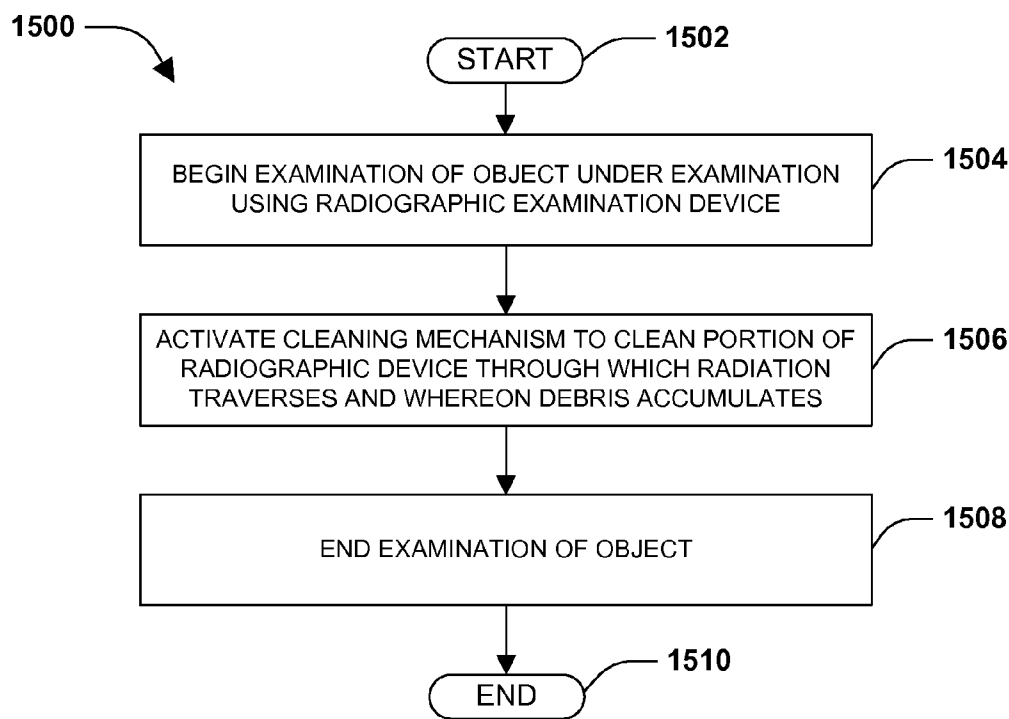 1500
START
1502
BEGIN EXAMINATION OF OBJECT UNDER EXAMINATION
USING RADIOGRAPHIC EXAMINATION DEVICE
1504
ACTIVATE CLEANING MECHANISM TO CLEAN PORTION OF
RADIOGRAPHIC DEVICE THROUGH WHICH RADIATION
TRAVERSES AND WHEREON DEBRIS ACCUMULATES
1506
END EXAMINATION OF OBJECT
1508
END
1510